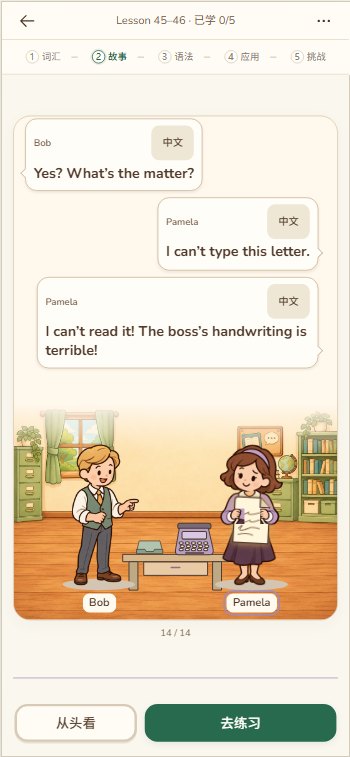 Lesson 45–46 · 已学 0/5
1 词汇 – 2 故事 – 3 语法 – 4 应用 – 5 挑战
Bob
中文
Yes? What's the matter?
Pamela
中文
I can't type this letter.
Pamela
中文
I can't read it! The boss's handwriting is
terrible!
Bob
Pamela
14 / 14
从头看
去练习